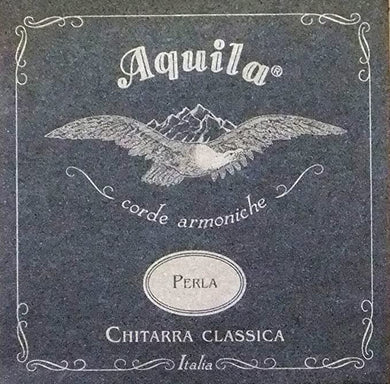 Aquila®
corde armoniche
PERLA
CHITARRA CLASSICA
Italia